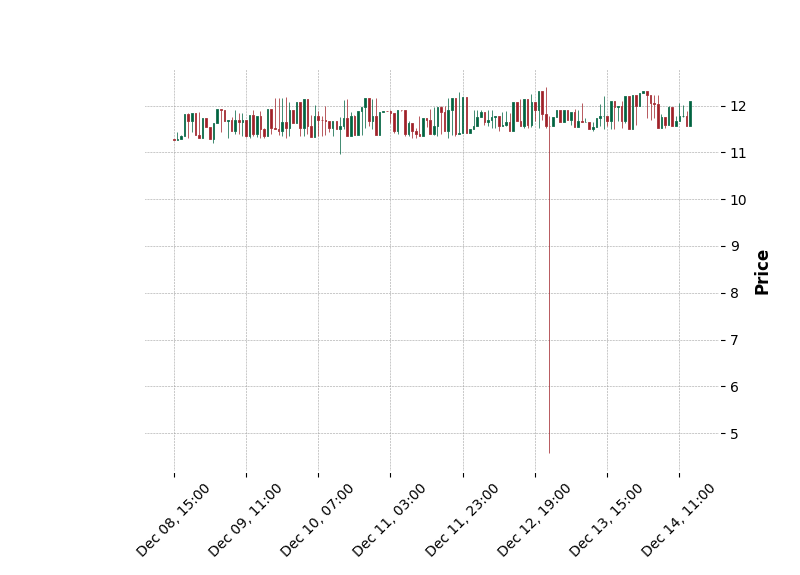 12
11
10
9
8
7
6
5
Price
Dec 08, 15:00
Dec 09, 11:00
Dec 10, 07:00
Dec 11, 03:00
Dec 11, 23:00
Dec 12, 19:00
Dec 13, 15:00
Dec 14, 11:00